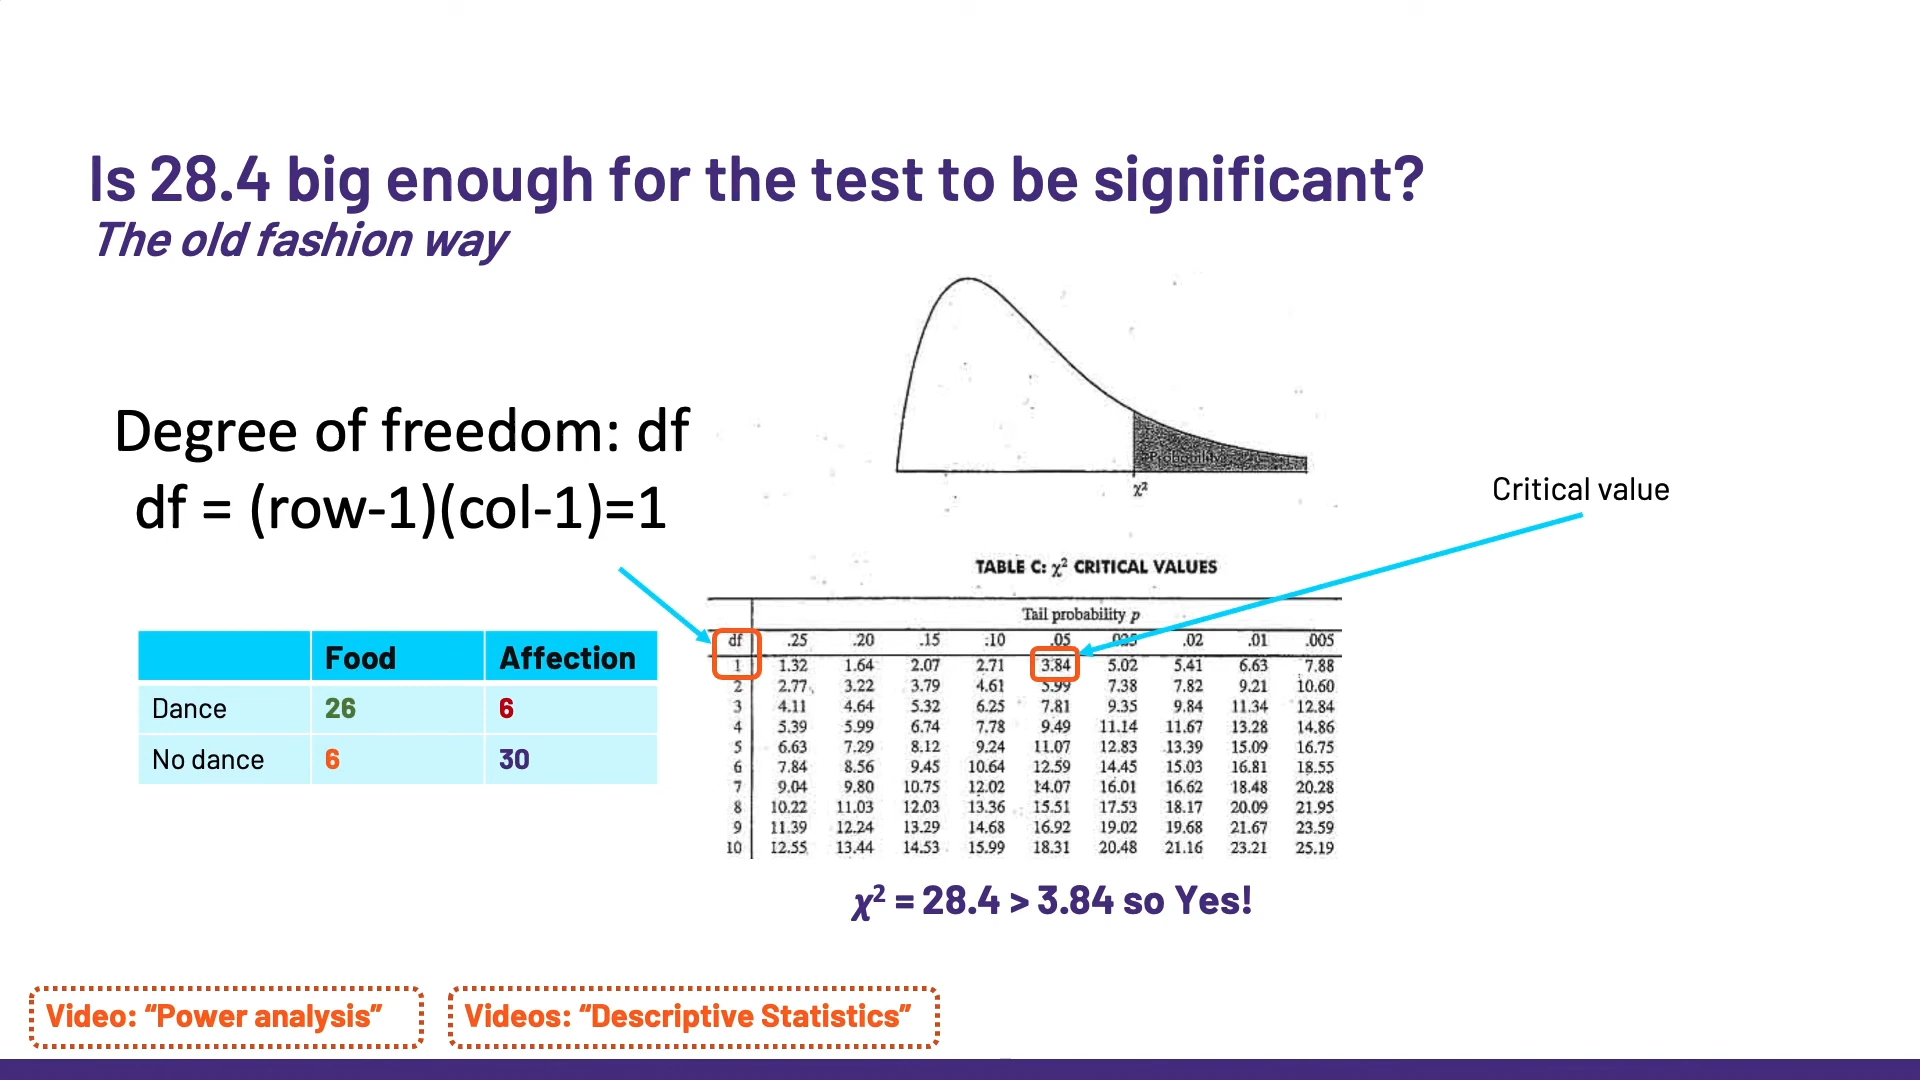 Is 28.4 big enough for the test to be significant?
The old fashion way
Degree of freedom: df
df = (row-1)(col-1)=1
Probability
χ²
Critical value
Food Affection
Dance 26 6
No dance 6 30
TABLE C: χ² CRITICAL VALUES
Tail probability p
df .25 .20 .15 :10 .05 .025 .02 .01 .005
1 1.32 1.64 2.07 2.71 3.84 5.02 5.41 6.63 7.88
2 2.77 3.22 3.79 4.61 5.99 7.38 7.82 9.21 10.60
3 4.11 4.64 5.32 6.25 7.81 9.35 9.84 11.34 12.84
4 5.39 5.99 6.74 7.78 9.49 11.14 11.67 13.28 14.86
5 6.63 7.29 8.12 9.24 11.07 12.83 13.39 15.09 16.75
6 7.84 8.56 9.45 10.64 12.59 14.45 15.03 16.81 18.55
7 9.04 9.80 10.75 12.02 14.07 16.01 16.62 18.48 20.28
8 10.22 11.03 12.03 13.36 15.51 17.53 18.17 20.09 21.95
9 11.39 12.24 13.29 14.68 16.92 19.02 19.68 21.67 23.59
10 12.55 13.44 14.53 15.99 18.31 20.48 21.16 23.21 25.19
χ² = 28.4 > 3.84 so Yes!
Video: “Power analysis”
Videos: “Descriptive Statistics”